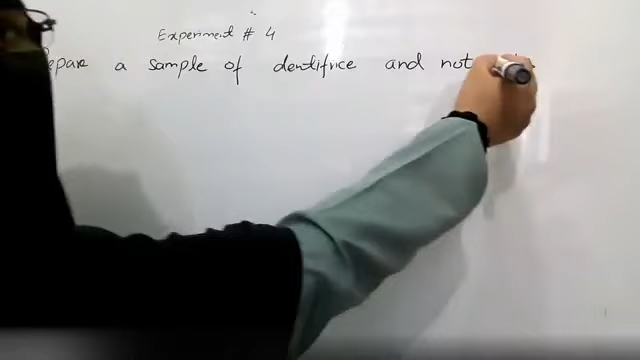 Experiment # 4
epare a sample of dentifrice and not